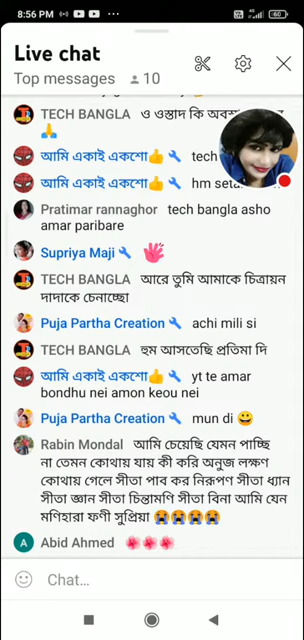 8:56 PM
4G
60
Live chat
Top messages 10
TECH BANGLA ও ওস্তাদ কি
আমি একাই একশো tech
আমি একাই একশো hm
Pratimar rannaghor tech bangla asho
amar paribare
Supriya Maji
TECH BANGLA আরে তুমি আমাকে চিত্রায়ন
দাদাকে চেনাচ্ছো
Puja Partha Creation achi mili si
TECH BANGLA হুম আসতেছি প্রতিমা দি
আমি একাই একশো yt te amar
bondhu nei amon keou nei
Puja Partha Creation mun di
Rabin Mondal আমি চেয়েছি যেমন পাচ্ছি
না তেমন কোথায় যায় কী করি অনুজ লক্ষণ
কোথায় গেলে সীতা পাব কর নিরূপণ সীতা ধ্যান
সীতা জ্ঞান সীতা চিন্তামণি সীতা বিনা আমি যেন
মণিহারা ফণী সুপ্রিয়া
Abid Ahmed
A
Chat...